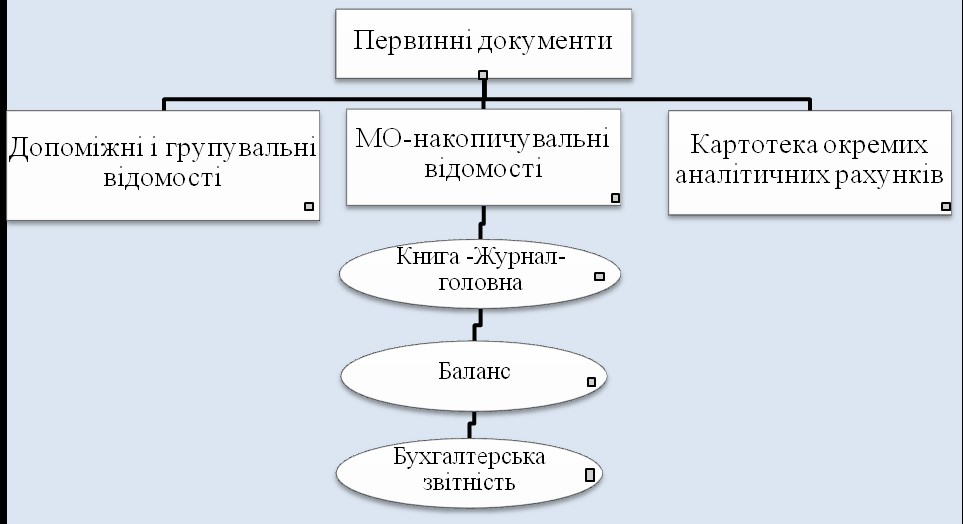 Первинні документи
Допоміжні і групувальні
відомості
МО-накопичувальні
відомості
Картотека окремих
аналітичних рахунків
Книга -Журнал-
головна
Баланс
Бухгалтерська
звітність